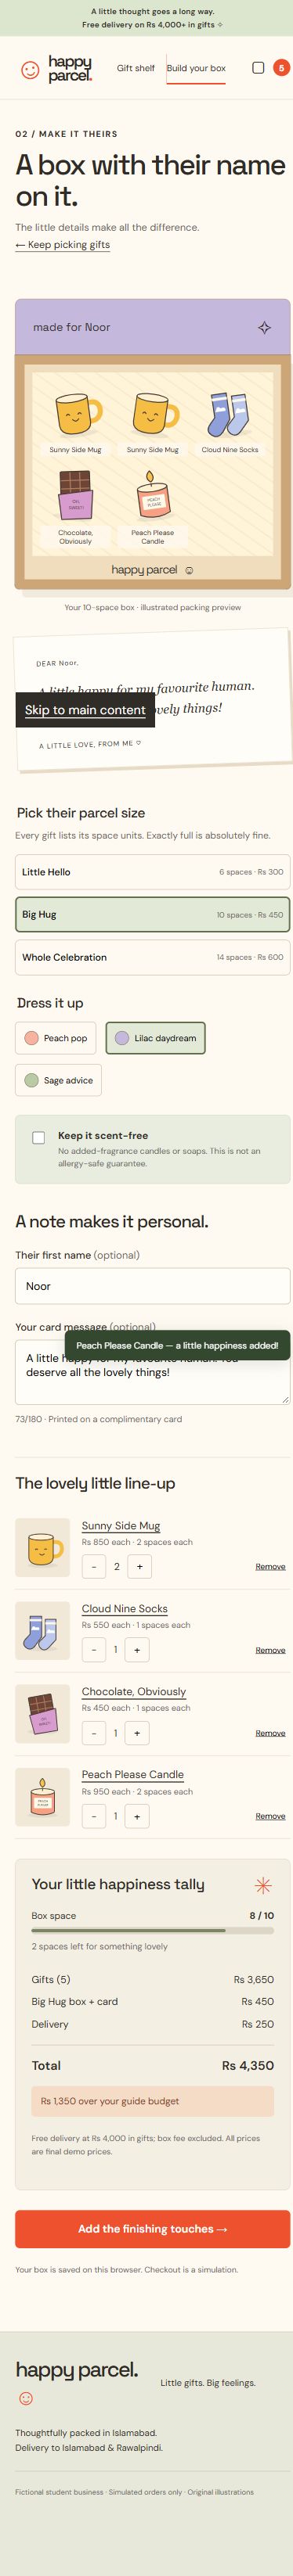 A little thought goes a long way.
Free delivery on Rs 4,000+ in gifts ✧
happy
parcel.
Gift shelf
Build your box
5
02 / MAKE IT THEIRS
A box with their name
on it.
The little details make all the difference.
← Keep picking gifts
made for Noor
Sunny Side Mug
Sunny Side Mug
Cloud Nine Socks
OH,
SWEET!
PEACH
PLEASE
Chocolate,
Obviously
Peach Please
Candle
happy parcel
Your 10-space box · illustrated packing preview
DEAR Noor,
A little happy for my favourite human.
Skip to main content
lovely things!
A LITTLE LOVE, FROM ME ♡
Pick their parcel size
Every gift lists its space units. Exactly full is absolutely fine.
Little Hello
6 spaces · Rs 300
Big Hug
10 spaces · Rs 450
Whole Celebration
14 spaces · Rs 600
Dress it up
Peach pop
Lilac daydream
Sage advice
Keep it scent-free
No added-fragrance candles or soaps. This is not an
allergy-safe guarantee.
A note makes it personal.
Their first name (optional)
Noor
Your card message (optional)
Peach Please Candle — a little happiness added!
A little happy for my favourite human. You
deserve all the lovely things!
73/180 · Printed on a complimentary card
The lovely little line-up
Sunny Side Mug
Rs 850 each · 2 spaces each
- 2 +
Remove
Cloud Nine Socks
Rs 550 each · 1 spaces each
- 1 +
Remove
Chocolate, Obviously
Rs 450 each · 1 spaces each
- 1 +
Remove
Peach Please Candle
Rs 950 each · 2 spaces each
- 1 +
Remove
Your little happiness tally
Box space
8 / 10
2 spaces left for something lovely
Gifts (5)
Rs 3,650
Big Hug box + card
Rs 450
Delivery
Rs 250
Total
Rs 4,350
Rs 1,350 over your guide budget
Free delivery at Rs 4,000 in gifts; box fee excluded. All prices
are final demo prices.
Add the finishing touches →
Your box is saved on this browser. Checkout is a simulation.
happy parcel.
Little gifts. Big feelings.
Thoughtfully packed in Islamabad.
Delivery to Islamabad & Rawalpindi.
Fictional student business · Simulated orders only · Original illustrations